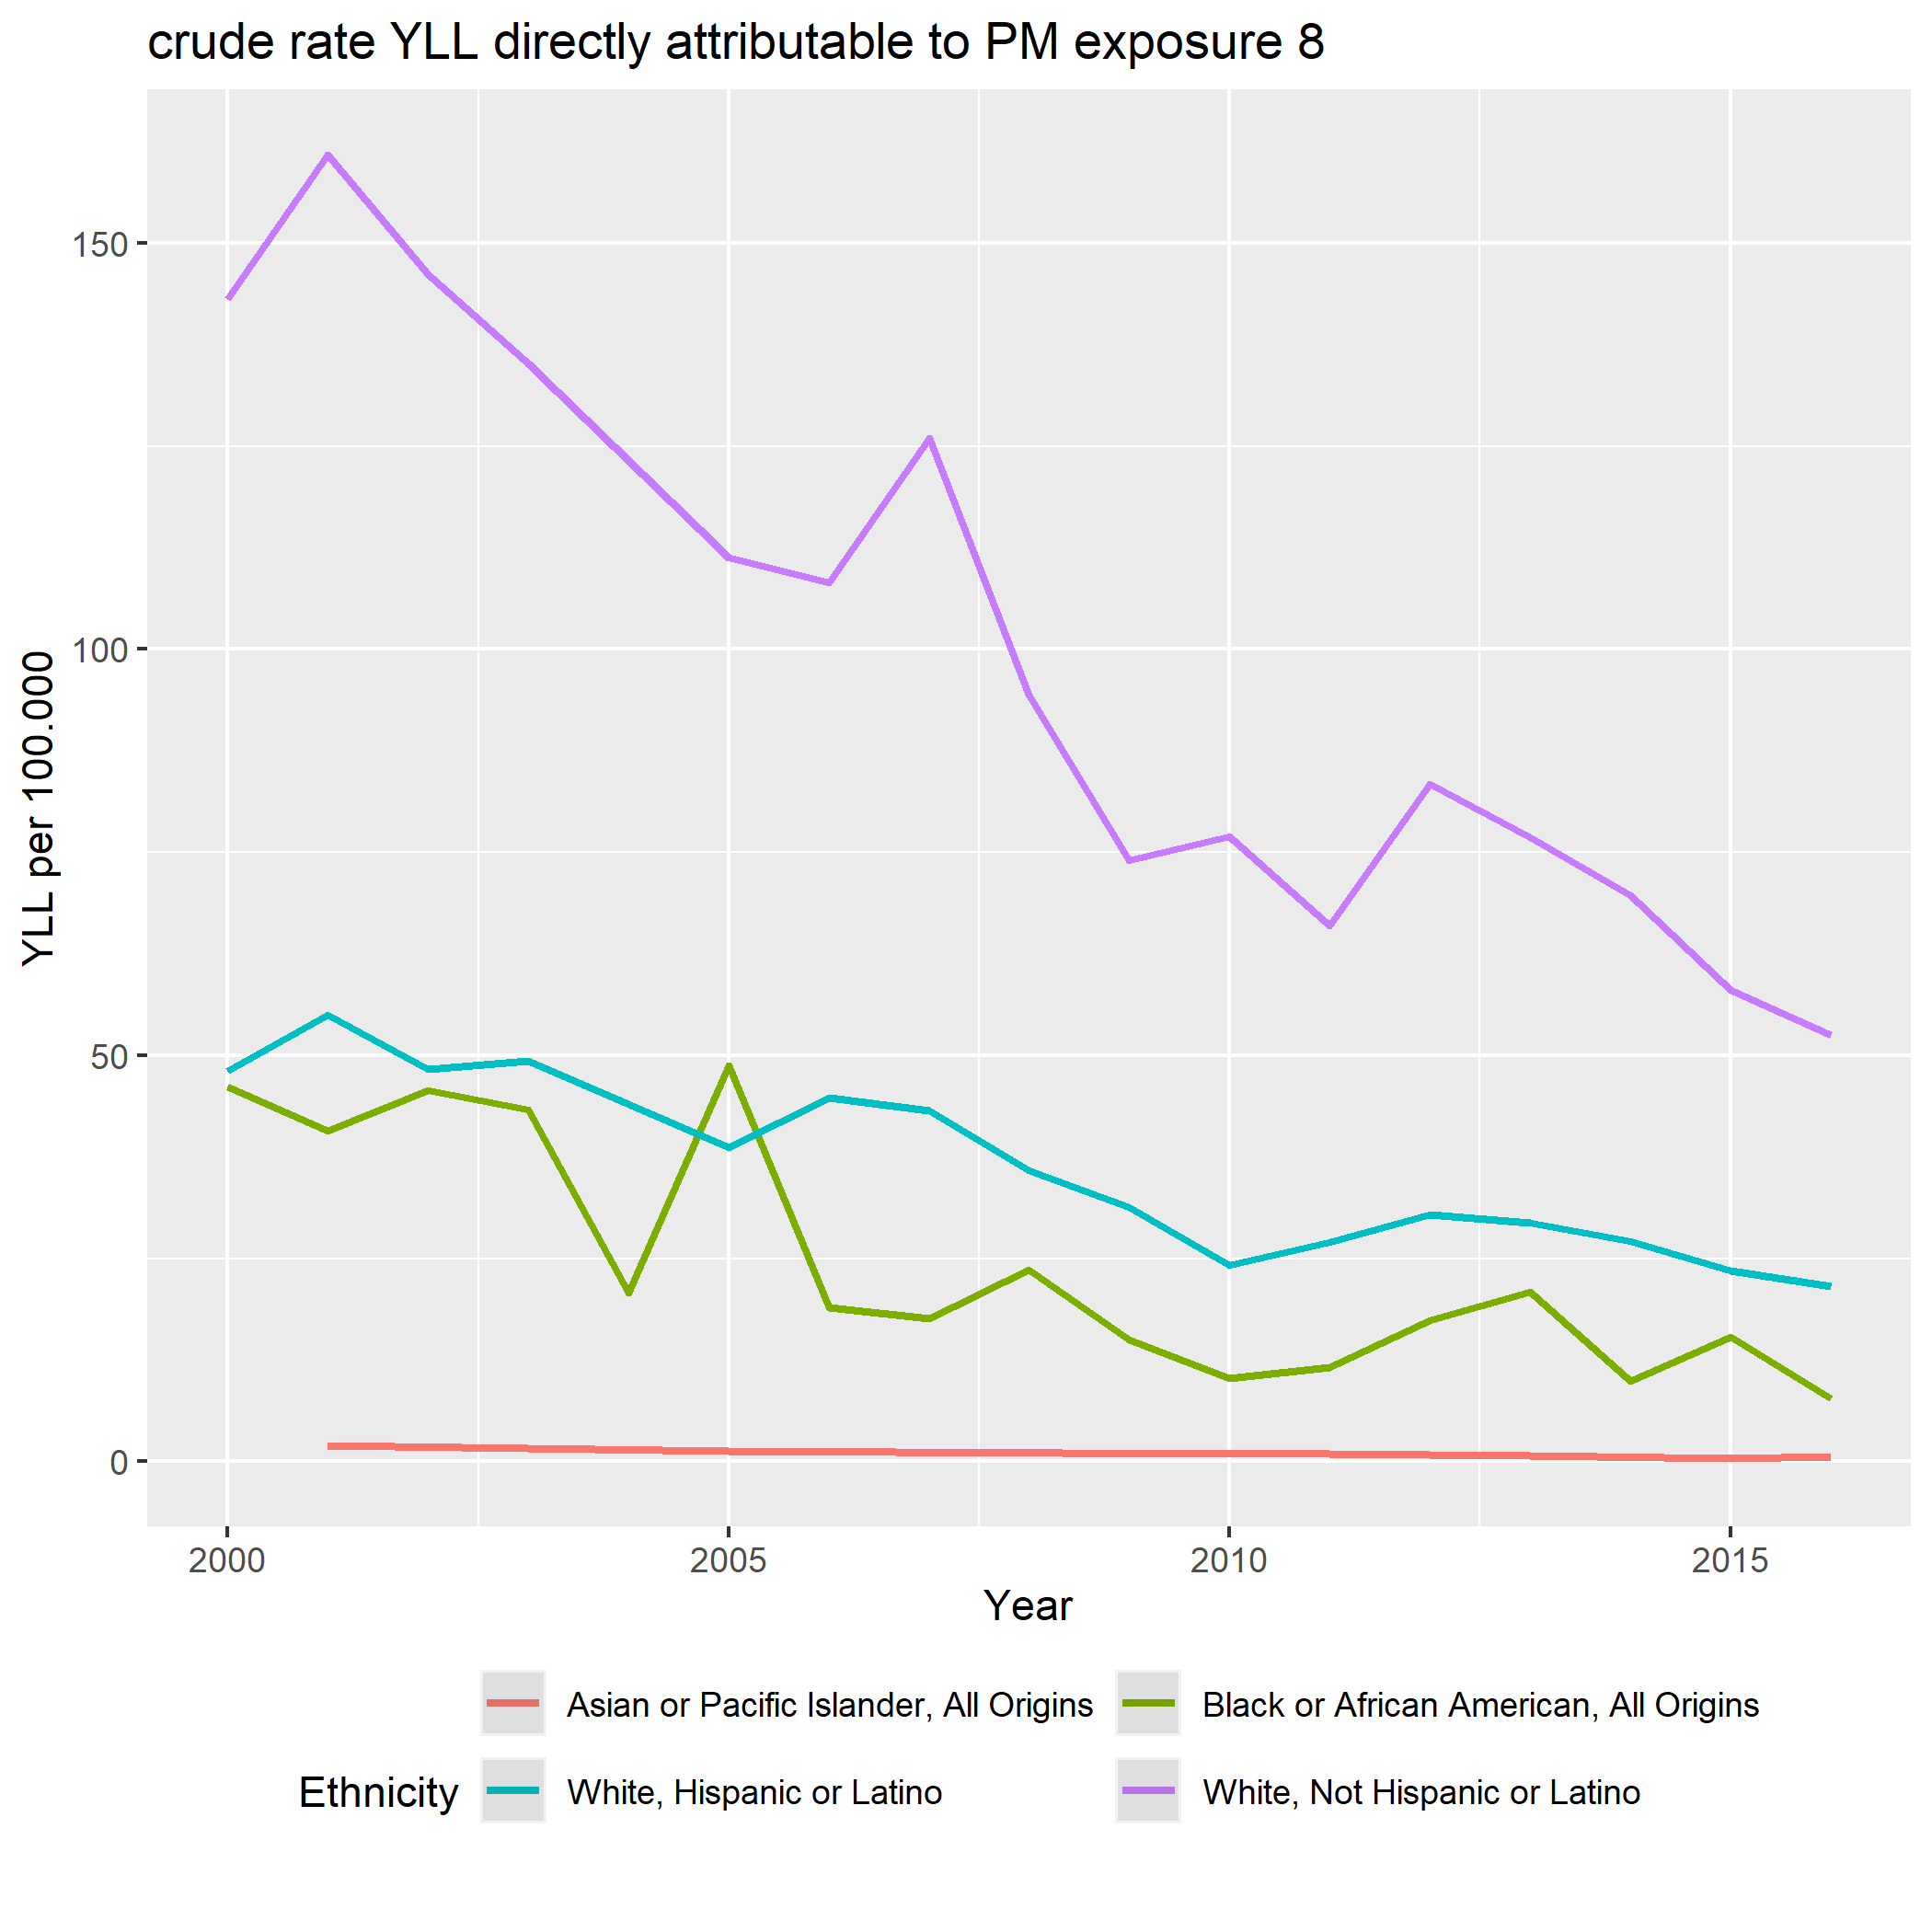 crude rate YLL directly attributable to PM exposure 8
YLL per 100.000
150
100
50
0
2000 2005 2010 2015
Year
Ethnicity
Asian or Pacific Islander, All Origins
Black or African American, All Origins
White, Hispanic or Latino
White, Not Hispanic or Latino